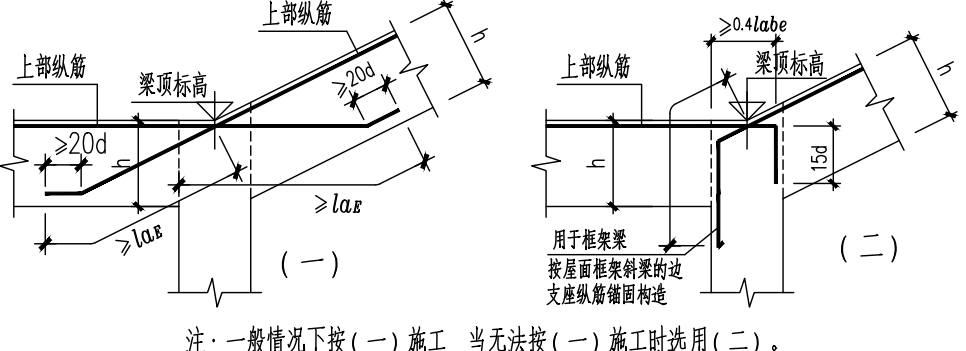 上部纵筋
上部纵筋
梁顶标高
≥20d
≥20d
h
h
≥laE
≥laE
(一)
≥0.4labe
上部纵筋
梁顶标高
h
h
15d
用于框架梁
按屋面框架斜梁的边
支座纵筋锚固构造
(二)
注·一般情况下按(一)施工 当无法按(一)施工时选用(二)。